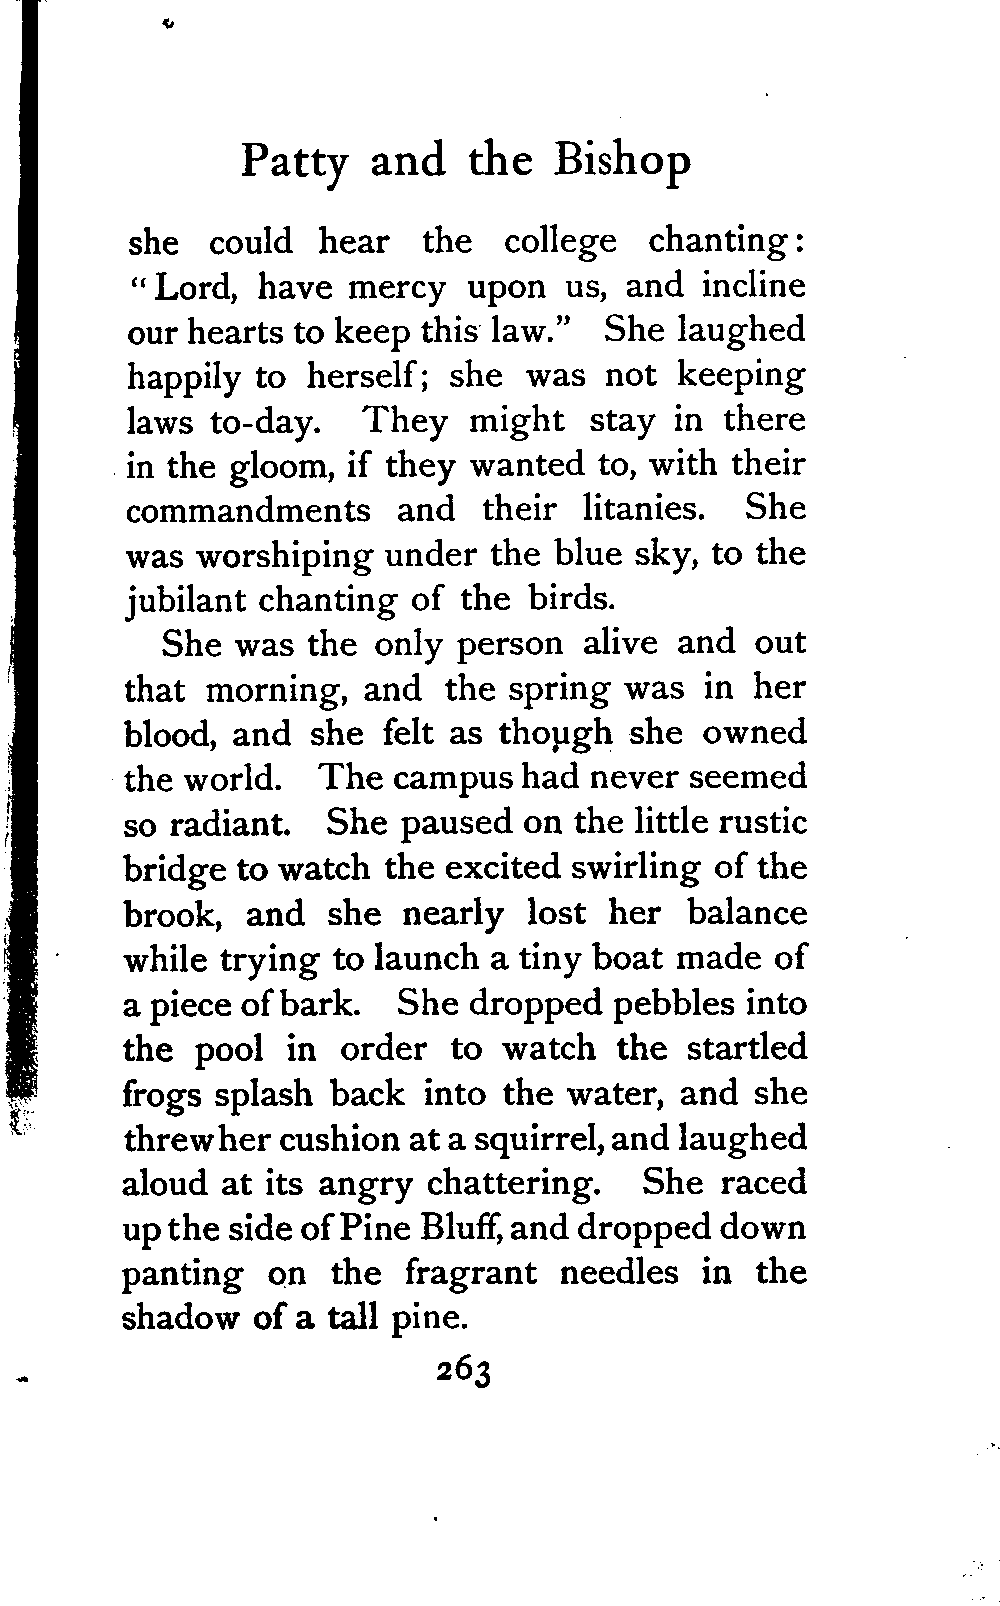 Patty and the Bishop
she could hear the college chanting:
"Lord, have mercy upon us, and incline
our hearts to keep this law." She laughed
happily to herself; she was not keeping
laws to-day. They might stay in there
in the gloom, if they wanted to, with their
commandments and their litanies. She
was worshiping under the blue sky, to the
jubilant chanting of the birds.
She was the only person alive and out
that morning, and the spring was in her
blood, and she felt as though she owned
the world. The campus had never seemed
so radiant. She paused on the little rustic
bridge to watch the excited swirling of the
brook, and she nearly lost her balance
while trying to launch a tiny boat made of
a piece of bark. She dropped pebbles into
the pool in order to watch the startled
frogs splash back into the water, and she
threw her cushion at a squirrel, and laughed
aloud at its angry chattering. She raced
up the side of Pine Bluff, and dropped down
panting on the fragrant needles in the
shadow of a tall pine.
263